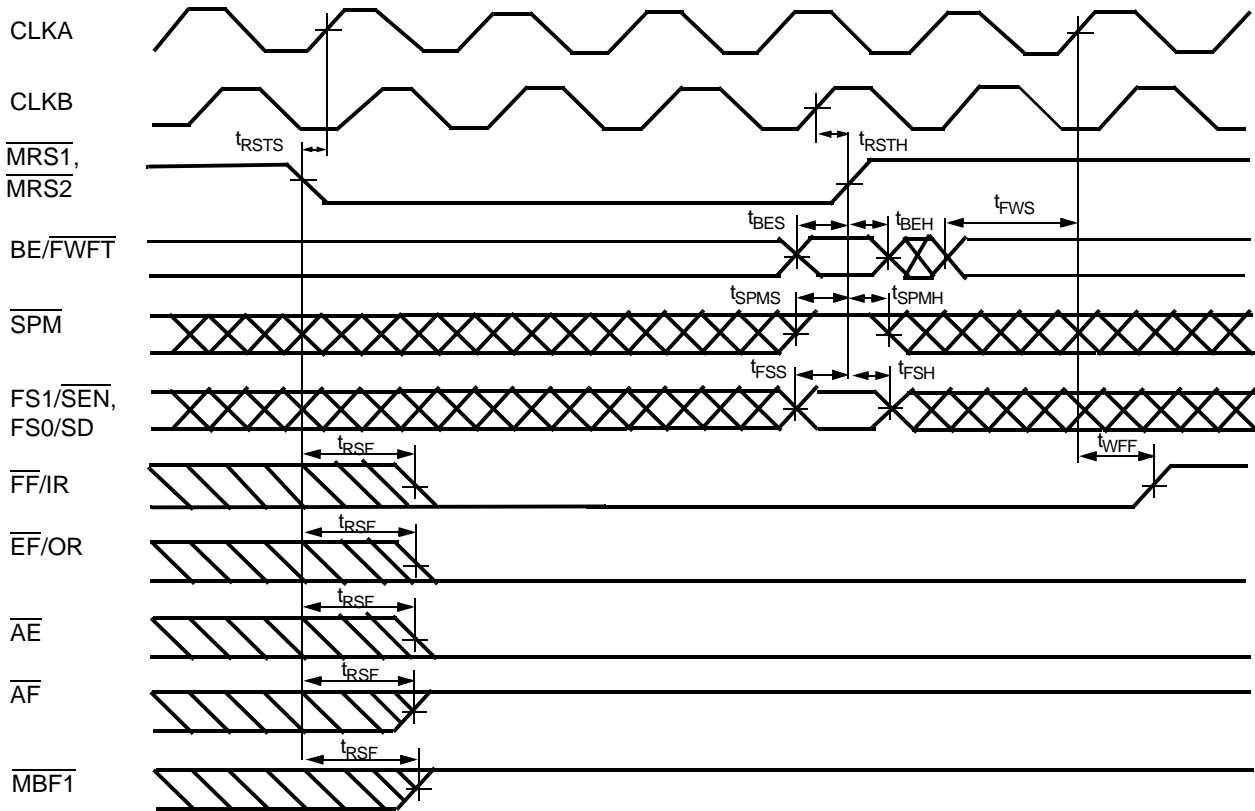 CLKA
CLKB
tRSTS
tRSTH
MRS1,
MRS2
tBES
tBEH
tFWS
BE/FWFT
tSPMS
tSPMH
SPM
tFSS
tFSH
FS1/SEN,
FS0/SD
tRSF
tWFF
FF/IR
tRSF
EF/OR
tRSF
AE
tRSF
AF
tRSF
MBF1